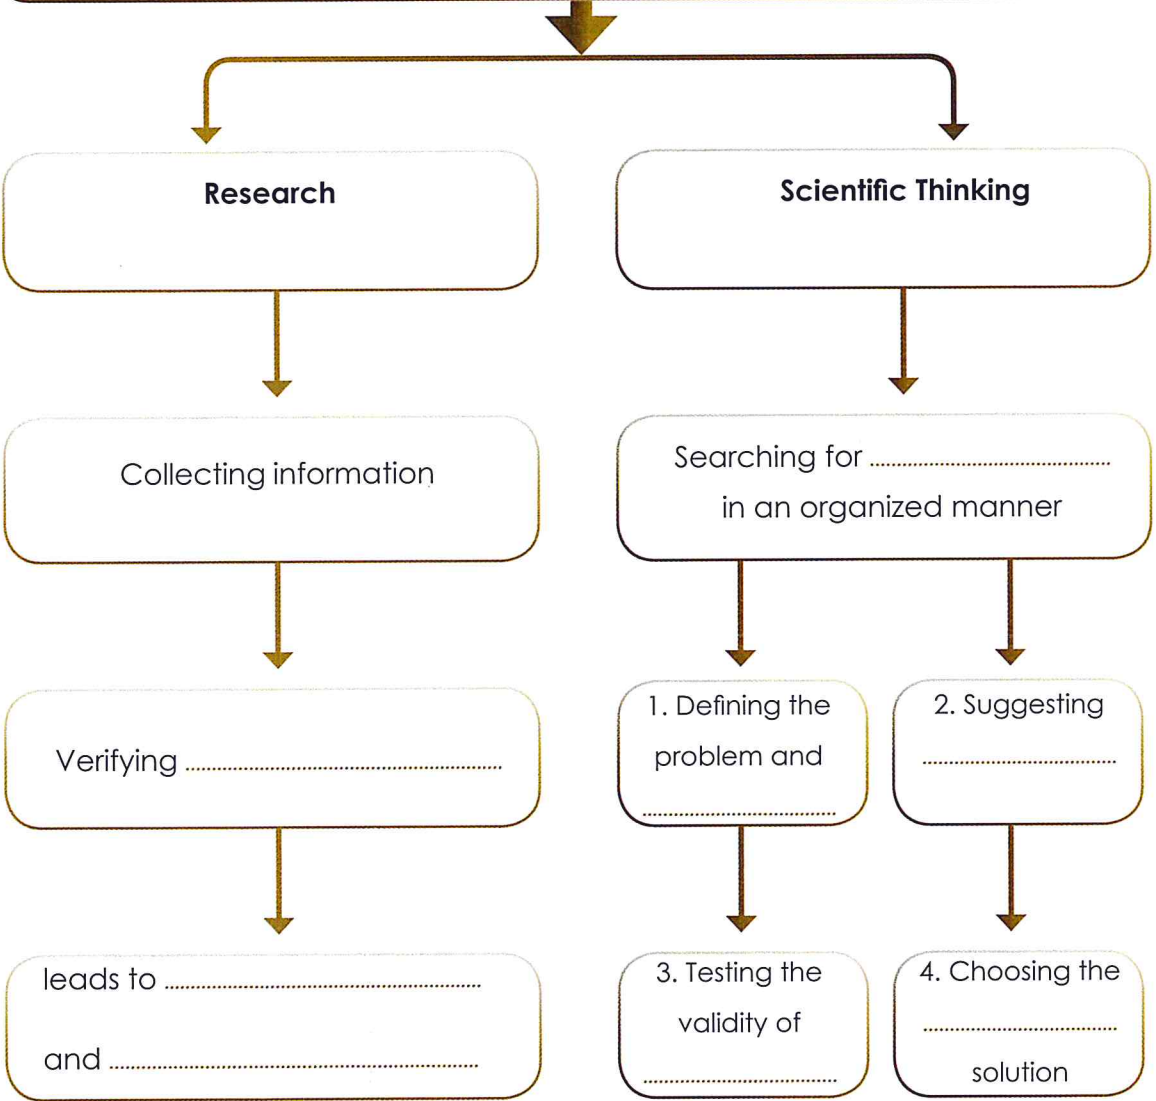 Research
Scientific Thinking
Collecting information
Searching for ........................................
in an organized manner
Verifying ....................................................
1. Defining the
problem and
................................
2. Suggesting
................................
leads to ....................................................
and .............................................................
3. Testing the
validity of
................................
4. Choosing the
................................
solution